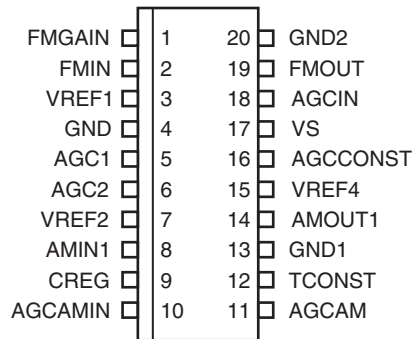 FMGAIN 1 20 GND2
FMIN 2 19 FMOUT
VREF1 3 18 AGCIN
GND 4 17 VS
AGC1 5 16 AGCCONST
AGC2 6 15 VREF4
VREF2 7 14 AMOUT1
AMIN1 8 13 GND1
CREG 9 12 TCONST
AGCAMIN 10 11 AGCAM